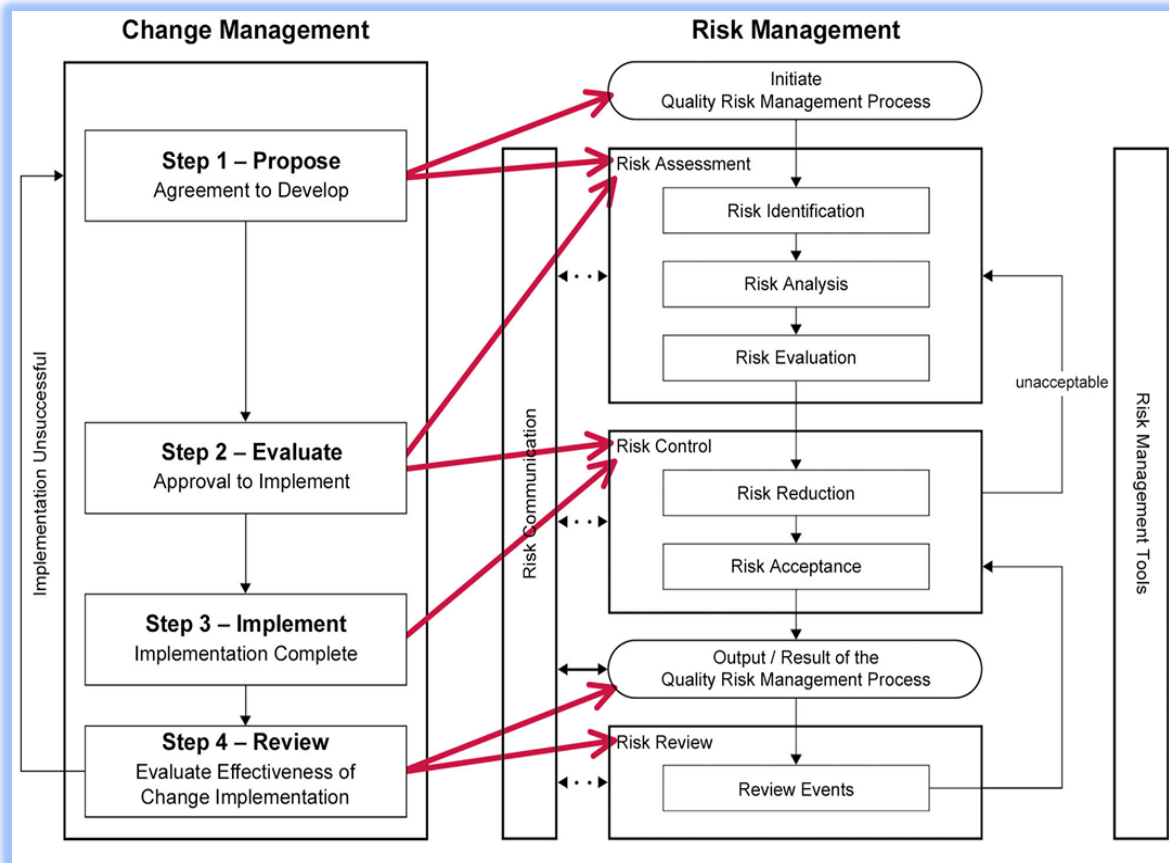 Change Management
Step 1 – Propose
Agreement to Develop
Step 2 – Evaluate
Approval to Implement
Step 3 – Implement
Implementation Complete
Step 4 – Review
Evaluate Effectiveness of
Change Implementation
Implementation Unsuccessful
Risk Management
Initiate
Quality Risk Management Process
Risk Assessment
Risk Identification
Risk Analysis
Risk Evaluation
unacceptable
Risk Control
Risk Reduction
Risk Acceptance
Output / Result of the
Quality Risk Management Process
Risk Review
Review Events
Risk Communication
Risk Management Tools